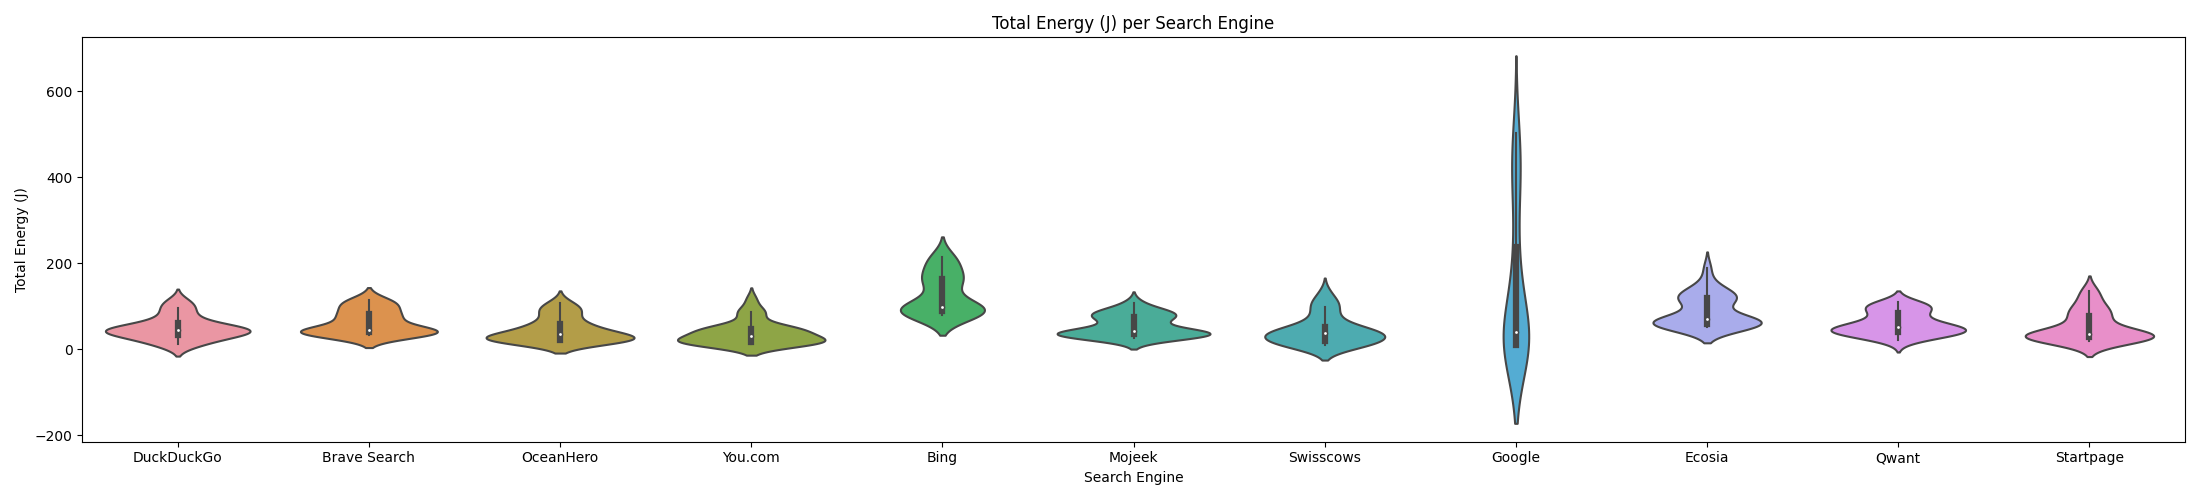 Total Energy (J) per Search Engine
Total Energy (J)
600
400
200
0
−200
DuckDuckGo Brave Search OceanHero You.com Bing Mojeek Swisscows Google Ecosia Qwant Startpage
Search Engine